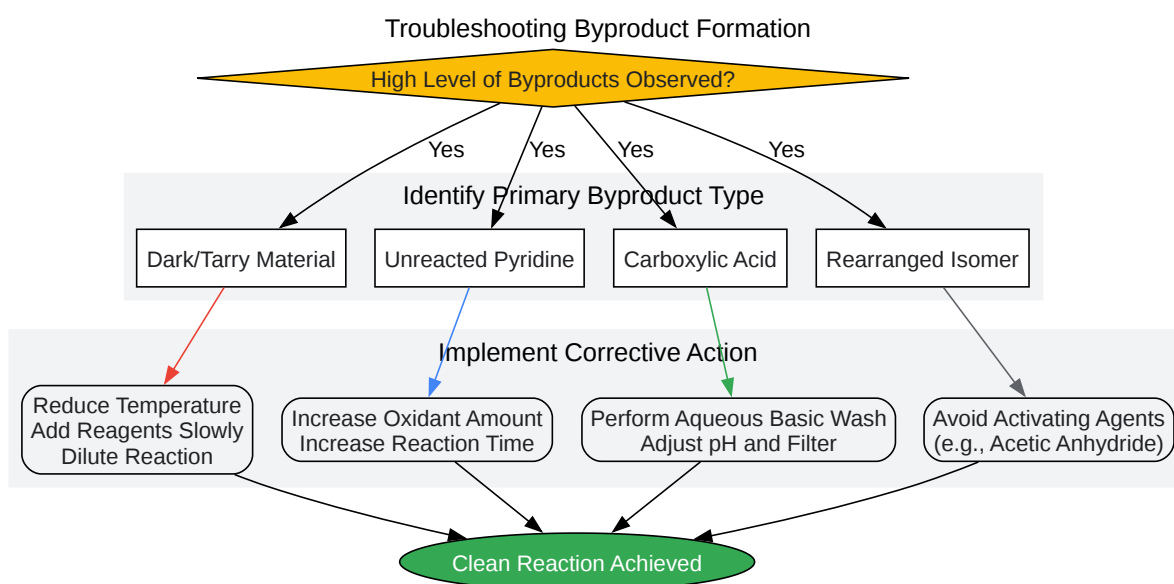 Troubleshooting Byproduct Formation
High Level of Byproducts Observed?
Yes
Yes
Yes
Yes
Identify Primary Byproduct Type
Dark/Tarry Material
Unreacted Pyridine
Carboxylic Acid
Rearranged Isomer
Implement Corrective Action
Reduce Temperature
Add Reagents Slowly
Dilute Reaction
Increase Oxidant Amount
Increase Reaction Time
Perform Aqueous Basic Wash
Adjust pH and Filter
Avoid Activating Agents
(e.g., Acetic Anhydride)
Clean Reaction Achieved